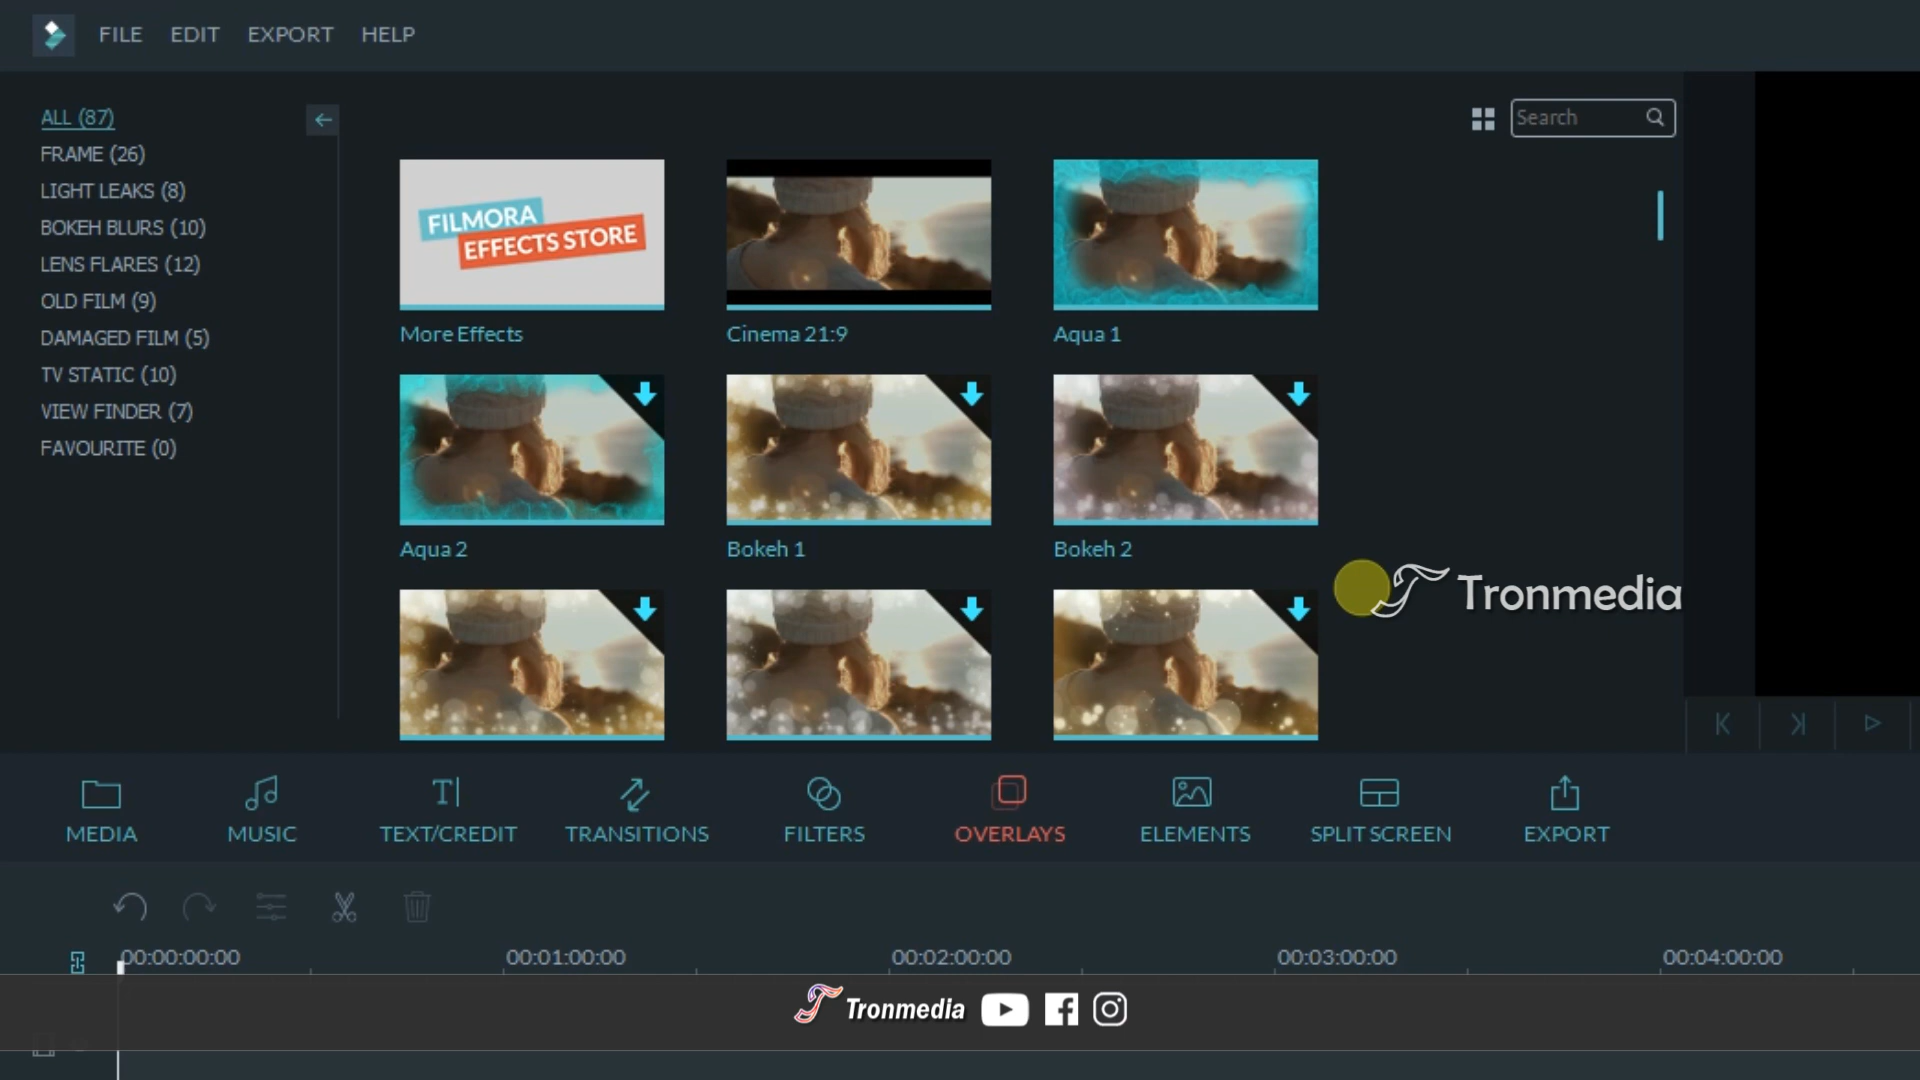 FILE EDIT EXPORT HELP
ALL (87)
FRAME (26)
LIGHT LEAKS (8)
BOKEH BLURS (10)
LENS FLARES (12)
OLD FILM (9)
DAMAGED FILM (5)
TV STATIC (10)
VIEW FINDER (7)
FAVOURITE (0)
Search
FILMORA
EFFECTS STORE
More Effects Cinema 21:9 Aqua 1
Aqua 2 Bokeh 1 Bokeh 2
Tronmedia
MEDIA MUSIC TEXT/CREDIT TRANSITIONS FILTERS OVERLAYS ELEMENTS SPLIT SCREEN EXPORT
00:00:00:00 00:01:00:00 00:02:00:00 00:03:00:00 00:04:00:00
Tronmedia